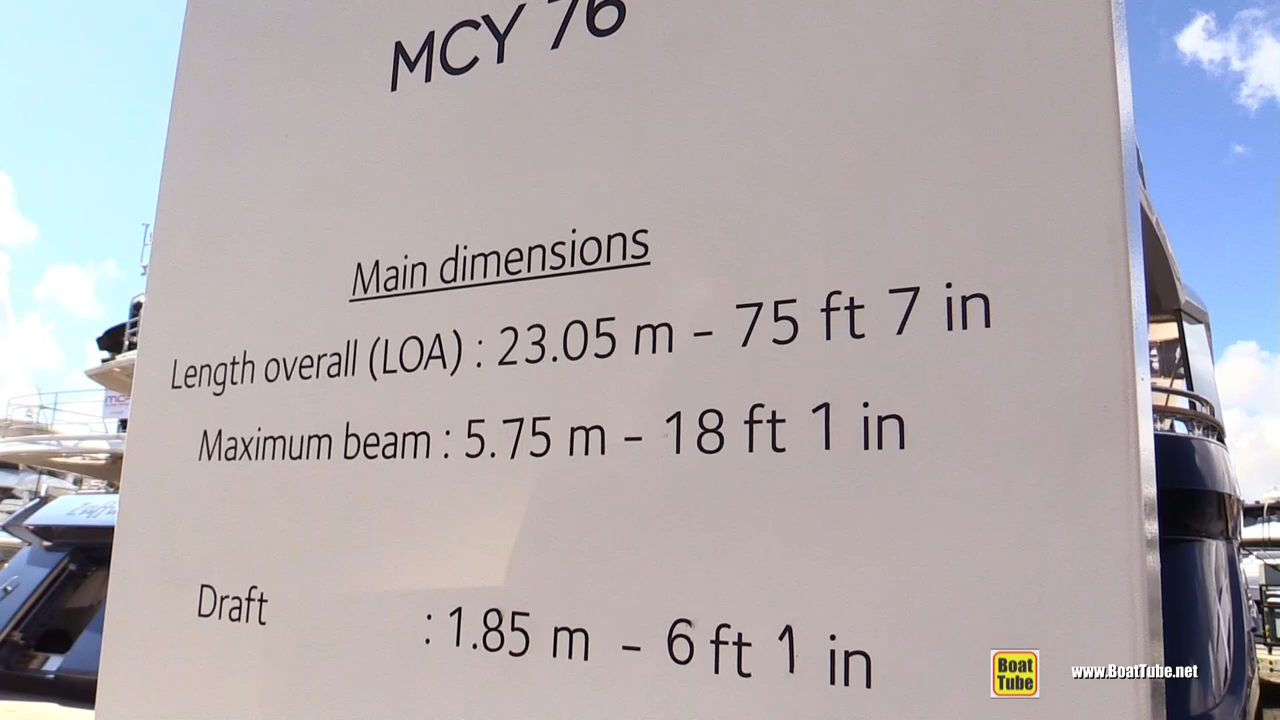 MCY 76
Main dimensions
Length overall (LOA) : 23.05 m – 75 ft 7 in
Maximum beam : 5.75 m – 18 ft 1 in
Draft : 1.85 m – 6 ft 1 in
Boat
Tube
www.BoatTube.net